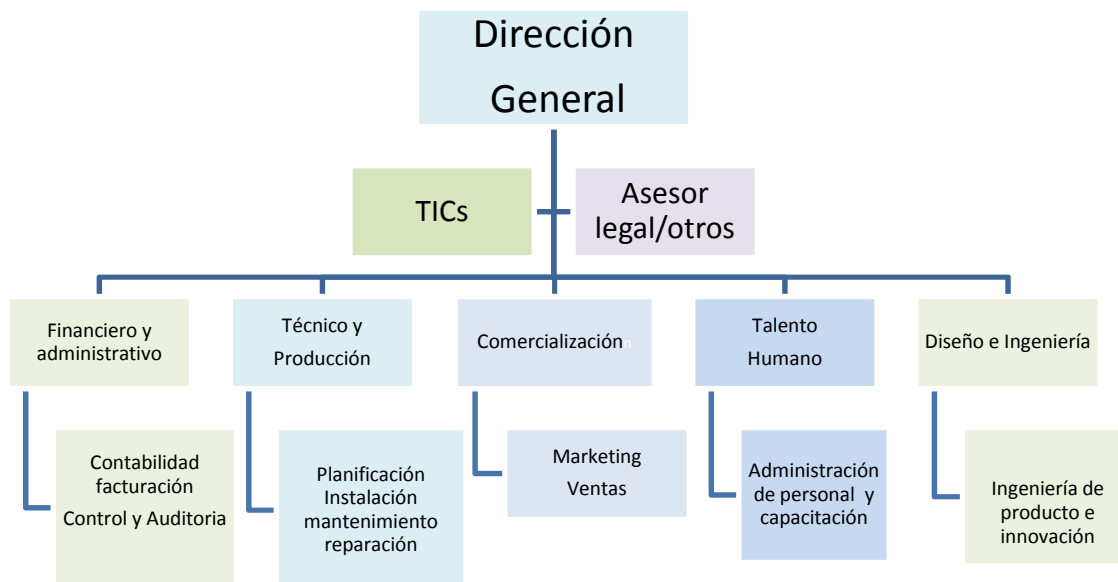 Dirección
General
TICs
Asesor
legal/otros
Financiero y
administrativo
Técnico y
Producción
Comercialización
Talento
Humano
Diseño e Ingeniería
Contabilidad
facturación
Control y Auditoria
Planificación
Instalación
mantenimiento
reparación
Marketing
Ventas
Administración
de personal y
capacitación
Ingeniería de
producto e
innovación